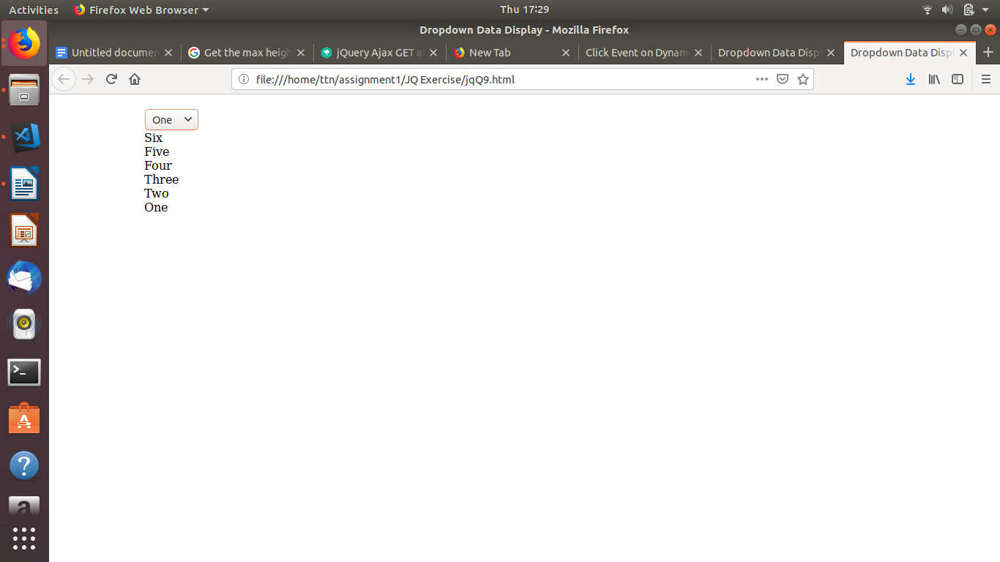 Activities Firefox Web Browser Thu 17:29
Dropdown Data Display - Mozilla Firefox
Untitled documen Get the max heigh jQuery Ajax GET a New Tab Click Event on Dynam Dropdown Data Disp Dropdown Data Disp
file:///home/ttn/assignment1/JQ Exercise/jqQ9.html
One
Six
Five
Four
Three
Two
One